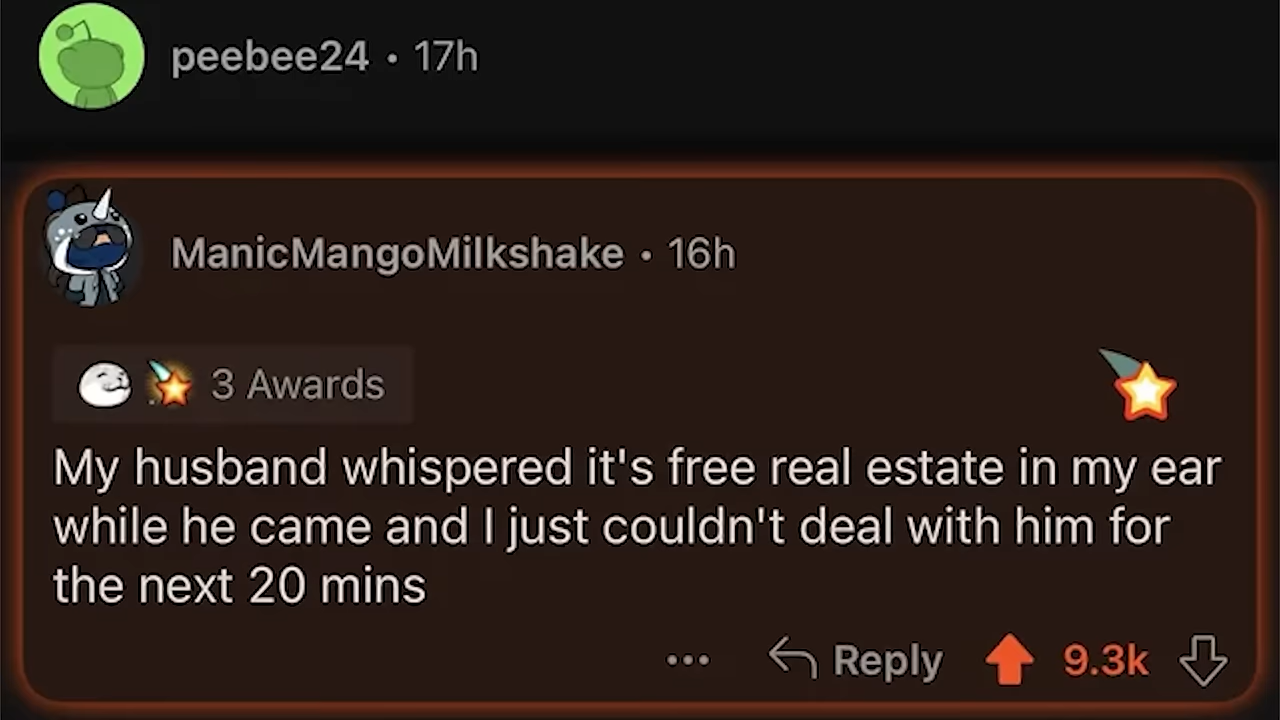 peebee24 • 17h
ManicMangoMilkshake • 16h
3 Awards
My husband whispered it's free real estate in my ear
while he came and I just couldn't deal with him for
the next 20 mins
••• Reply 9.3k